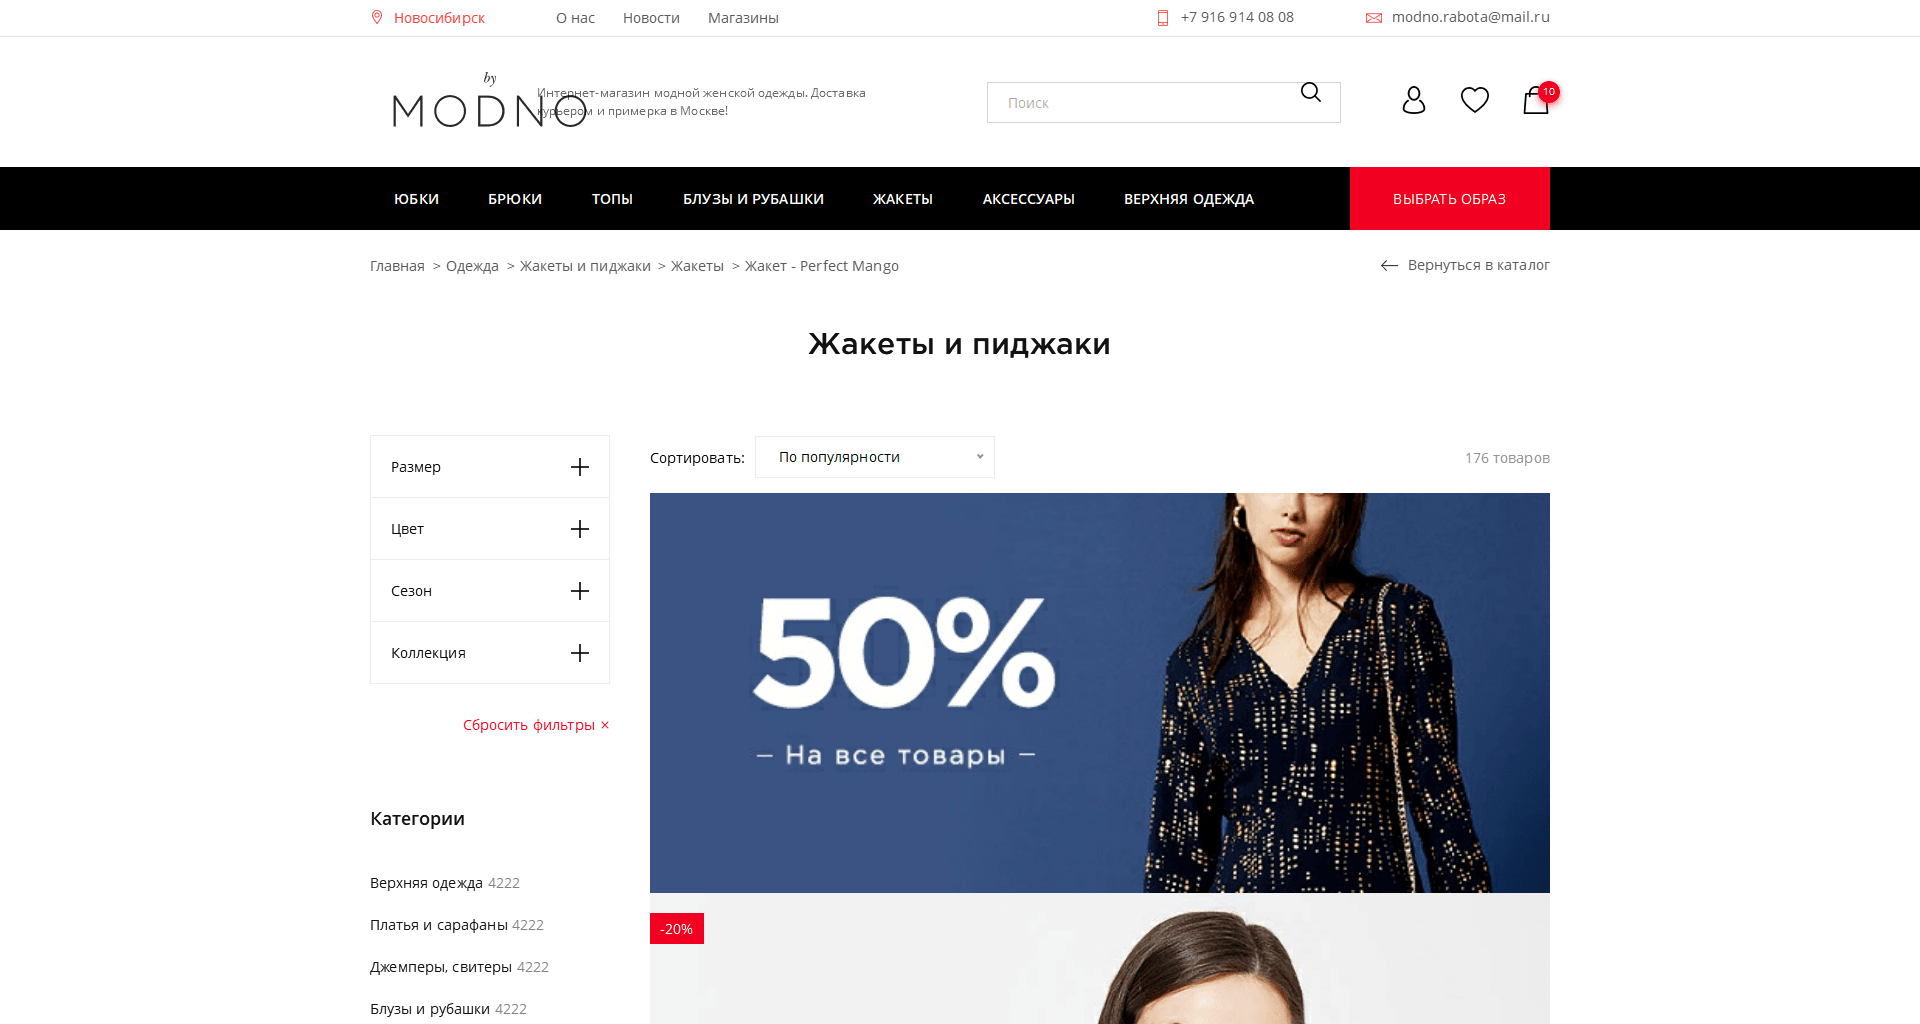 Новосибирск
О нас
Новости
Магазины
+7 916 914 08 08
modno.rabota@mail.ru
by
MODNO
Интернет-магазин модной женской одежды. Доставка
курьером и примерка в Москве!
Поиск
10
ЮБКИ
БРЮКИ
ТОПЫ
БЛУЗЫ И РУБАШКИ
ЖАКЕТЫ
АКСЕССУАРЫ
ВЕРХНЯЯ ОДЕЖДА
ВЫБРАТЬ ОБРАЗ
Главная > Одежда > Жакеты и пиджаки > Жакеты > Жакет - Perfect Mango
Вернуться в каталог
Жакеты и пиджаки
Размер
Цвет
Сезон
Коллекция
Сбросить фильтры ×
Сортировать:
По популярности
176 товаров
50%
— На все товары —
-20%
Категории
Верхняя одежда 4222
Платья и сарафаны 4222
Джемперы, свитеры 4222
Блузы и рубашки 4222